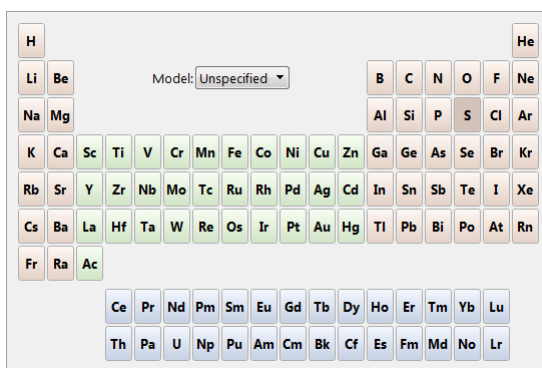 H He
Li Be Model: Unspecified B C N O F Ne
Na Mg Al Si P S Cl Ar
K Ca Sc Ti V Cr Mn Fe Co Ni Cu Zn Ga Ge As Se Br Kr
Rb Sr Y Zr Nb Mo Tc Ru Rh Pd Ag Cd In Sn Sb Te I Xe
Cs Ba La Hf Ta W Re Os Ir Pt Au Hg Tl Pb Bi Po At Rn
Fr Ra Ac
Ce Pr Nd Pm Sm Eu Gd Tb Dy Ho Er Tm Yb Lu
Th Pa U Np Pu Am Cm Bk Cf Es Fm Md No Lr